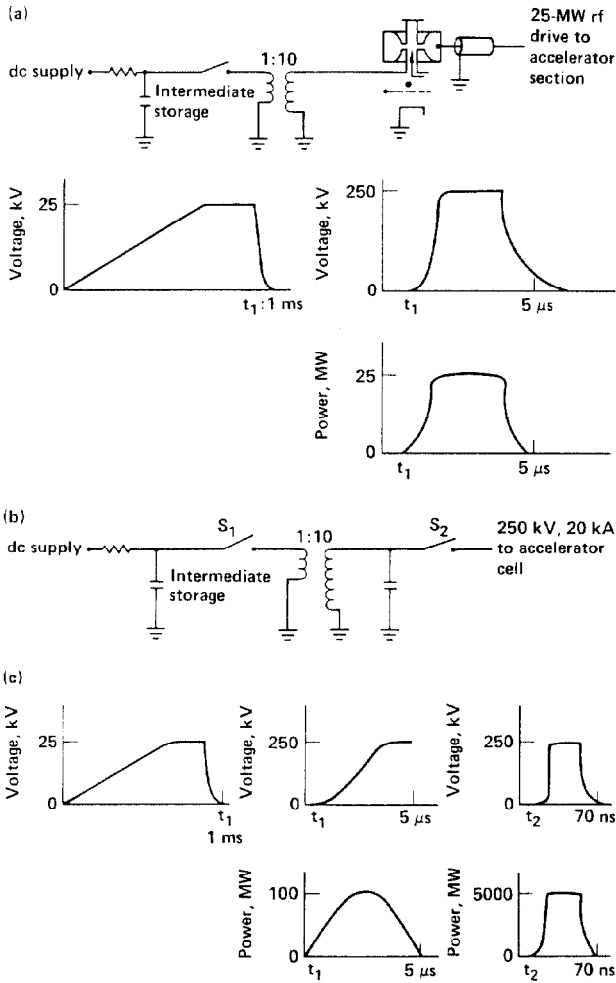 (a)
25-MW rf
drive to
accelerator
section
1:10
dc supply
Intermediate
storage
Voltage, kV
25
0
t₁:1 ms
Voltage, kV
250
0
t₁
5 µs
Power, MW
25
0
t₁
5 µs
(b)
S₁
1:10
S₂
250 kV, 20 kA
to accelerator
cell
dc supply
Intermediate
storage
(c)
Voltage, kV
25
0
t₁
1 ms
Voltage, kV
250
0
t₁
5 µs
Voltage, kV
250
0
t₂
70 ns
Power, MW
100
0
t₁
5 µs
Power, MW
5000
0
t₂
70 ns